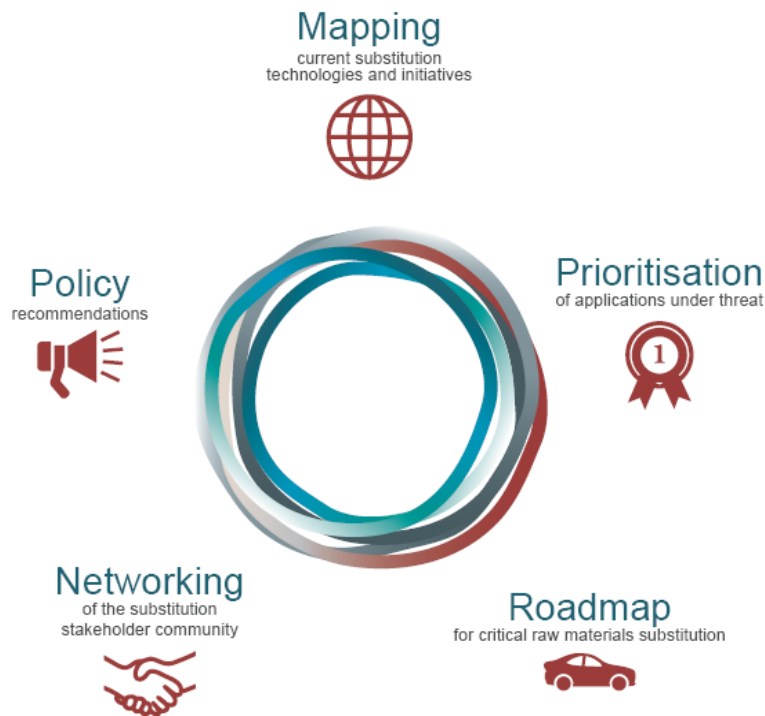 Mapping
current substitution
technologies and initiatives
Policy
recommendations
Prioritisation
of applications under threat
1
Networking
of the substitution
stakeholder community
Roadmap
for critical raw materials substitution